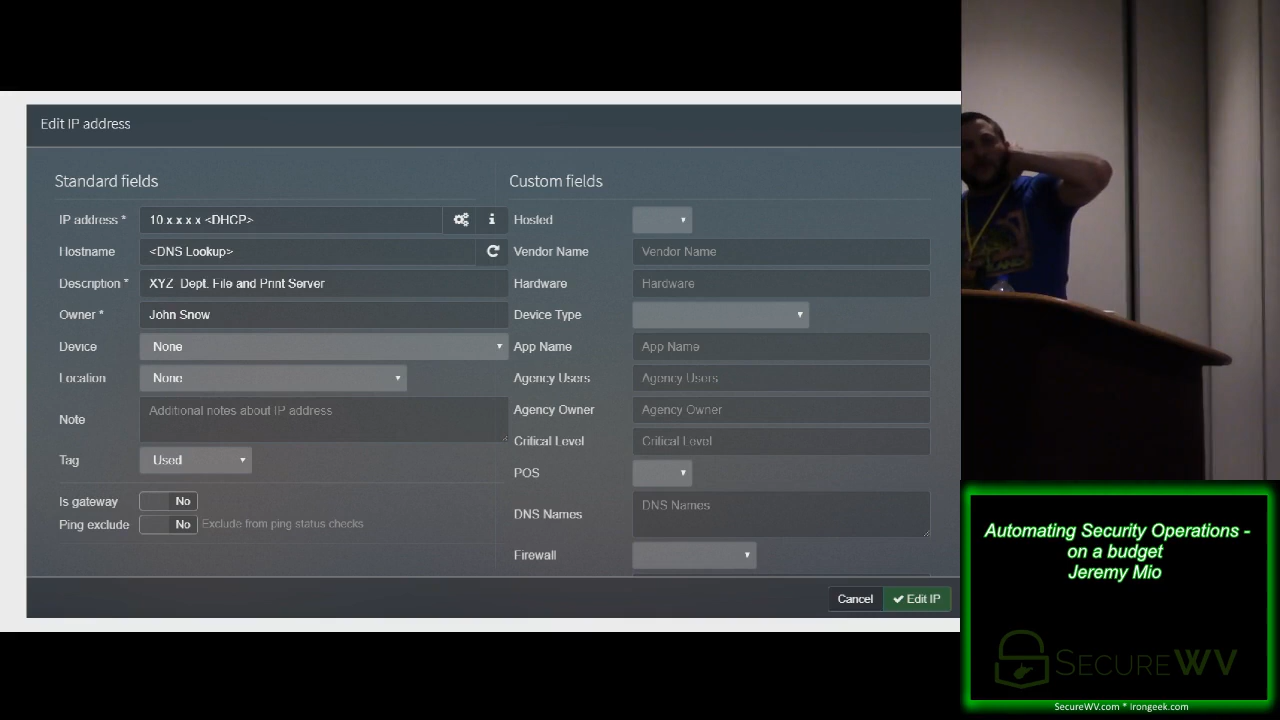 Edit IP address
Standard fields
IP address *
10 x x x x <DHCP>
Hostname
<DNS Lookup>
Description *
XYZ  Dept. File and Print Server
Owner *
John Snow
Device
None
Location
None
Note
Additional notes about IP address
Tag
Used
Is gateway
No
Ping exclude
No
Exclude from ping status checks
Custom fields
Hosted
Vendor Name
Vendor Name
Hardware
Hardware
Device Type
App Name
App Name
Agency Users
Agency Users
Agency Owner
Agency Owner
Critical Level
Critical Level
POS
DNS Names
DNS Names
Firewall
Cancel
Edit IP
Automating Security Operations -
on a budget
Jeremy Mio
SECUREWV
SecureWV.com * Irongeek.com